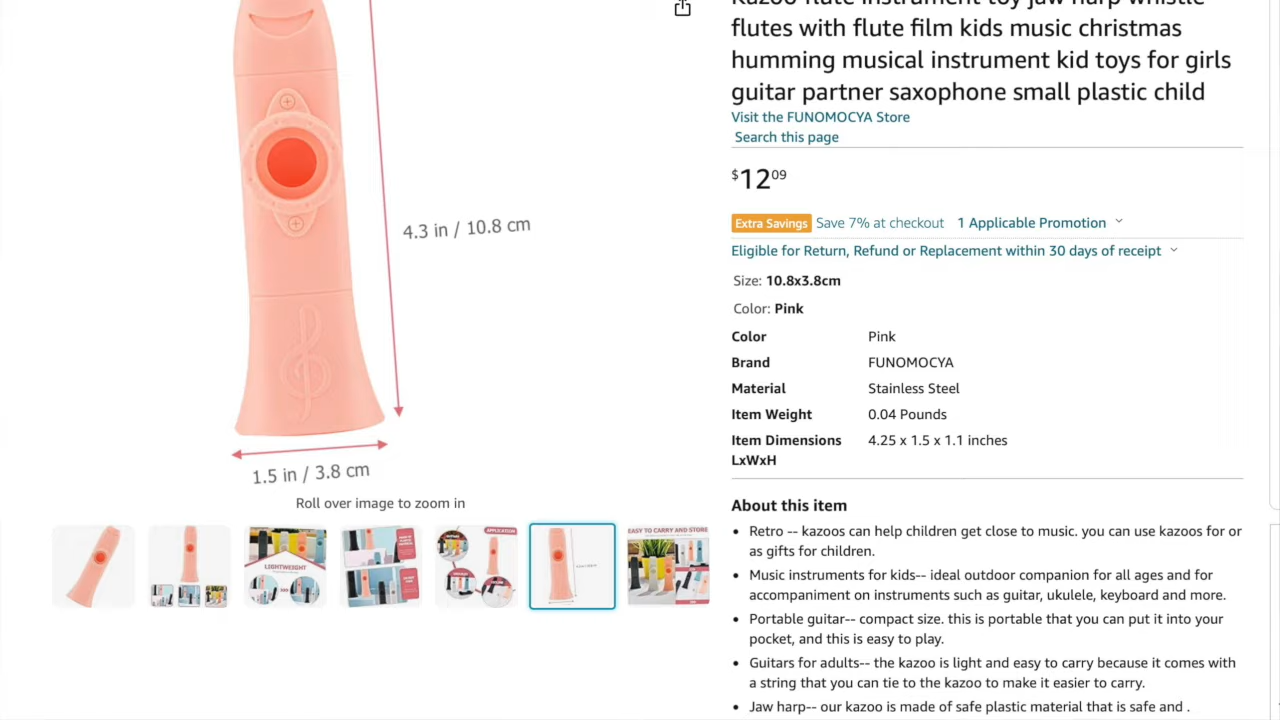 Kazoo flute instrument toy jaw harp whistle
flutes with flute film kids music christmas
humming musical instrument kid toys for girls
guitar partner saxophone small plastic child
Visit the FUNOMOCYA Store
Search this page
$12 09
Extra Savings Save 7% at checkout 1 Applicable Promotion
Eligible for Return, Refund or Replacement within 30 days of receipt
Size: 10.8x3.8cm
Color: Pink
Color Pink
Brand FUNOMOCYA
Material Stainless Steel
Item Weight 0.04 Pounds
Item Dimensions 4.25 x 1.5 x 1.1 inches
LxWxH
About this item
Retro -- kazoos can help children get close to music. you can use kazoos for or
as gifts for children.
Music instruments for kids-- ideal outdoor companion for all ages and for
accompaniment on instruments such as guitar, ukulele, keyboard and more.
Portable guitar-- compact size. this is portable that you can put it into your
pocket, and this is easy to play.
Guitars for adults-- the kazoo is light and easy to carry because it comes with
a string that you can tie to the kazoo to make it easier to carry.
Jaw harp-- our kazoo is made of safe plastic material that is safe and .
4.3 in / 10.8 cm
1.5 in / 3.8 cm
Roll over image to zoom in
LIGHTWEIGHT
APPLICATION
EASY TO CARRY AND STORE